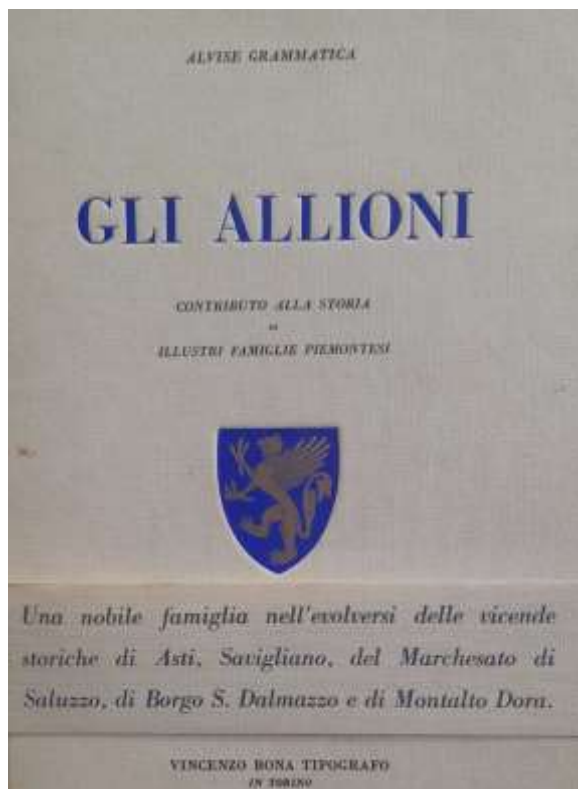 ALVISE GRAMMATICA
GLI ALLIONI
CONTRIBUTO ALLA STORIA
DI
ILLUSTRI FAMIGLIE PIEMONTESI
Una nobile famiglia nell'evolversi delle vicende
storiche di Asti, Savigliano, del Marchesato di
Saluzzo, di Borgo S. Dalmazzo e di Montalto Dora.
VINCENZO BONA TIPOGRAFO
IN TORINO